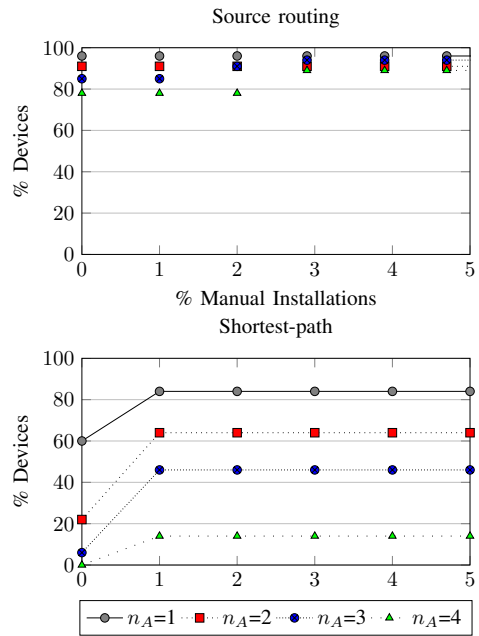 Source routing
100
80
60
40
20
0
0 1 2 3 4 5
% Devices
% Manual Installations
Shortest-path
100
80
60
40
20
0
0 1 2 3 4 5
% Devices
n_A=1 n_A=2 n_A=3 n_A=4